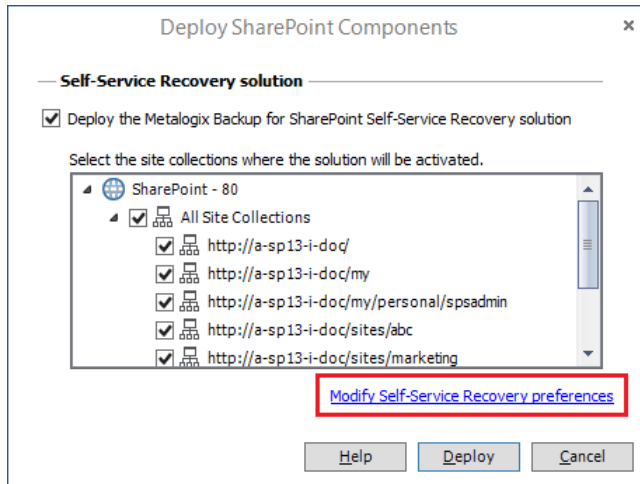 Deploy SharePoint Components
Self-Service Recovery solution
Deploy the Metalogix Backup for SharePoint Self-Service Recovery solution
Select the site collections where the solution will be activated.
SharePoint - 80
All Site Collections
http://a-sp13-i-doc/
http://a-sp13-i-doc/my
http://a-sp13-i-doc/my/personal/spsadmin
http://a-sp13-i-doc/sites/abc
http://a-sp13-i-doc/sites/marketing
Modify Self-Service Recovery preferences
Help Deploy Cancel